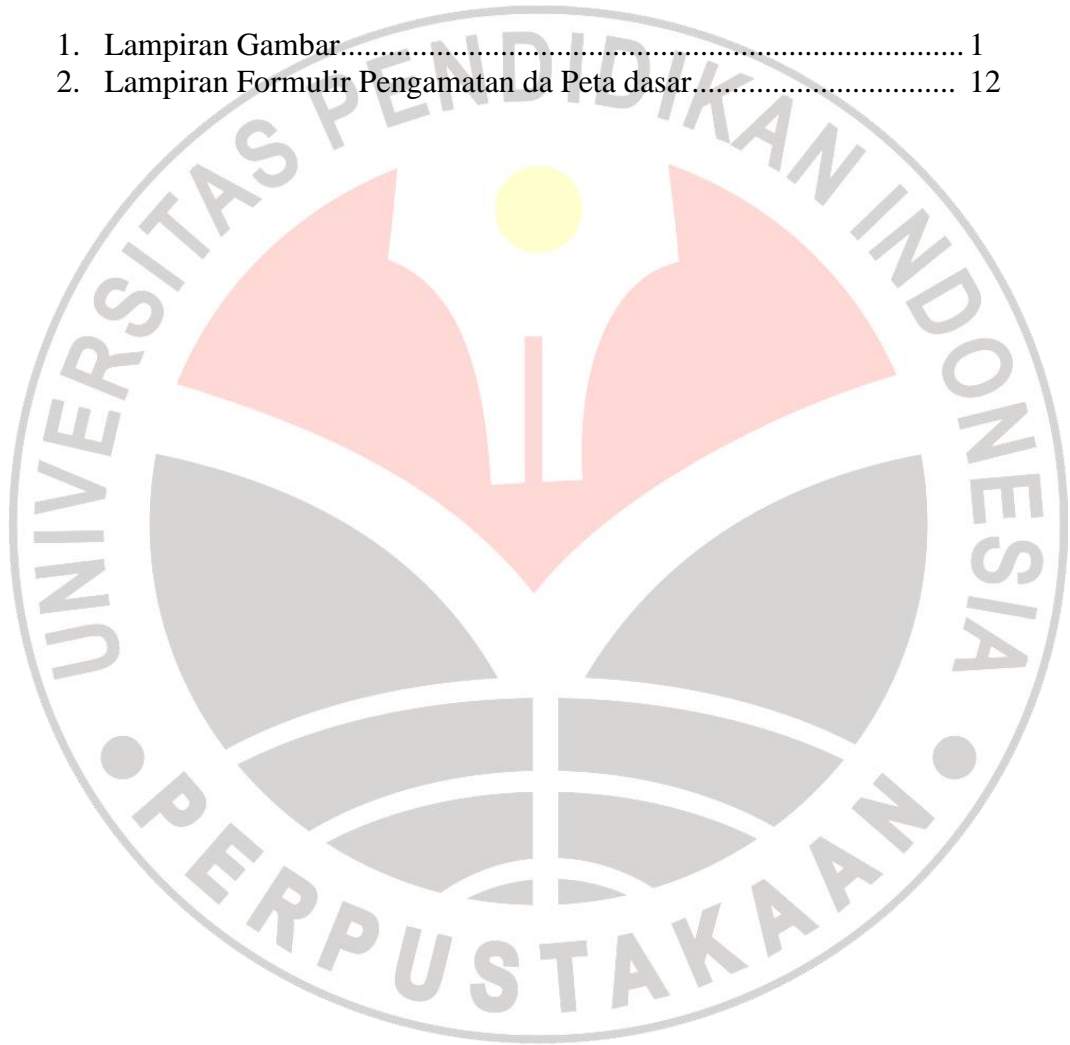 1. Lampiran Gambar.............................................................................. 1
2. Lampiran Formulir Pengamatan da Peta dasar................................. 12
UNIVERSITAS PENDIDIKAN INDONESIA
PERPUSTAKAAN